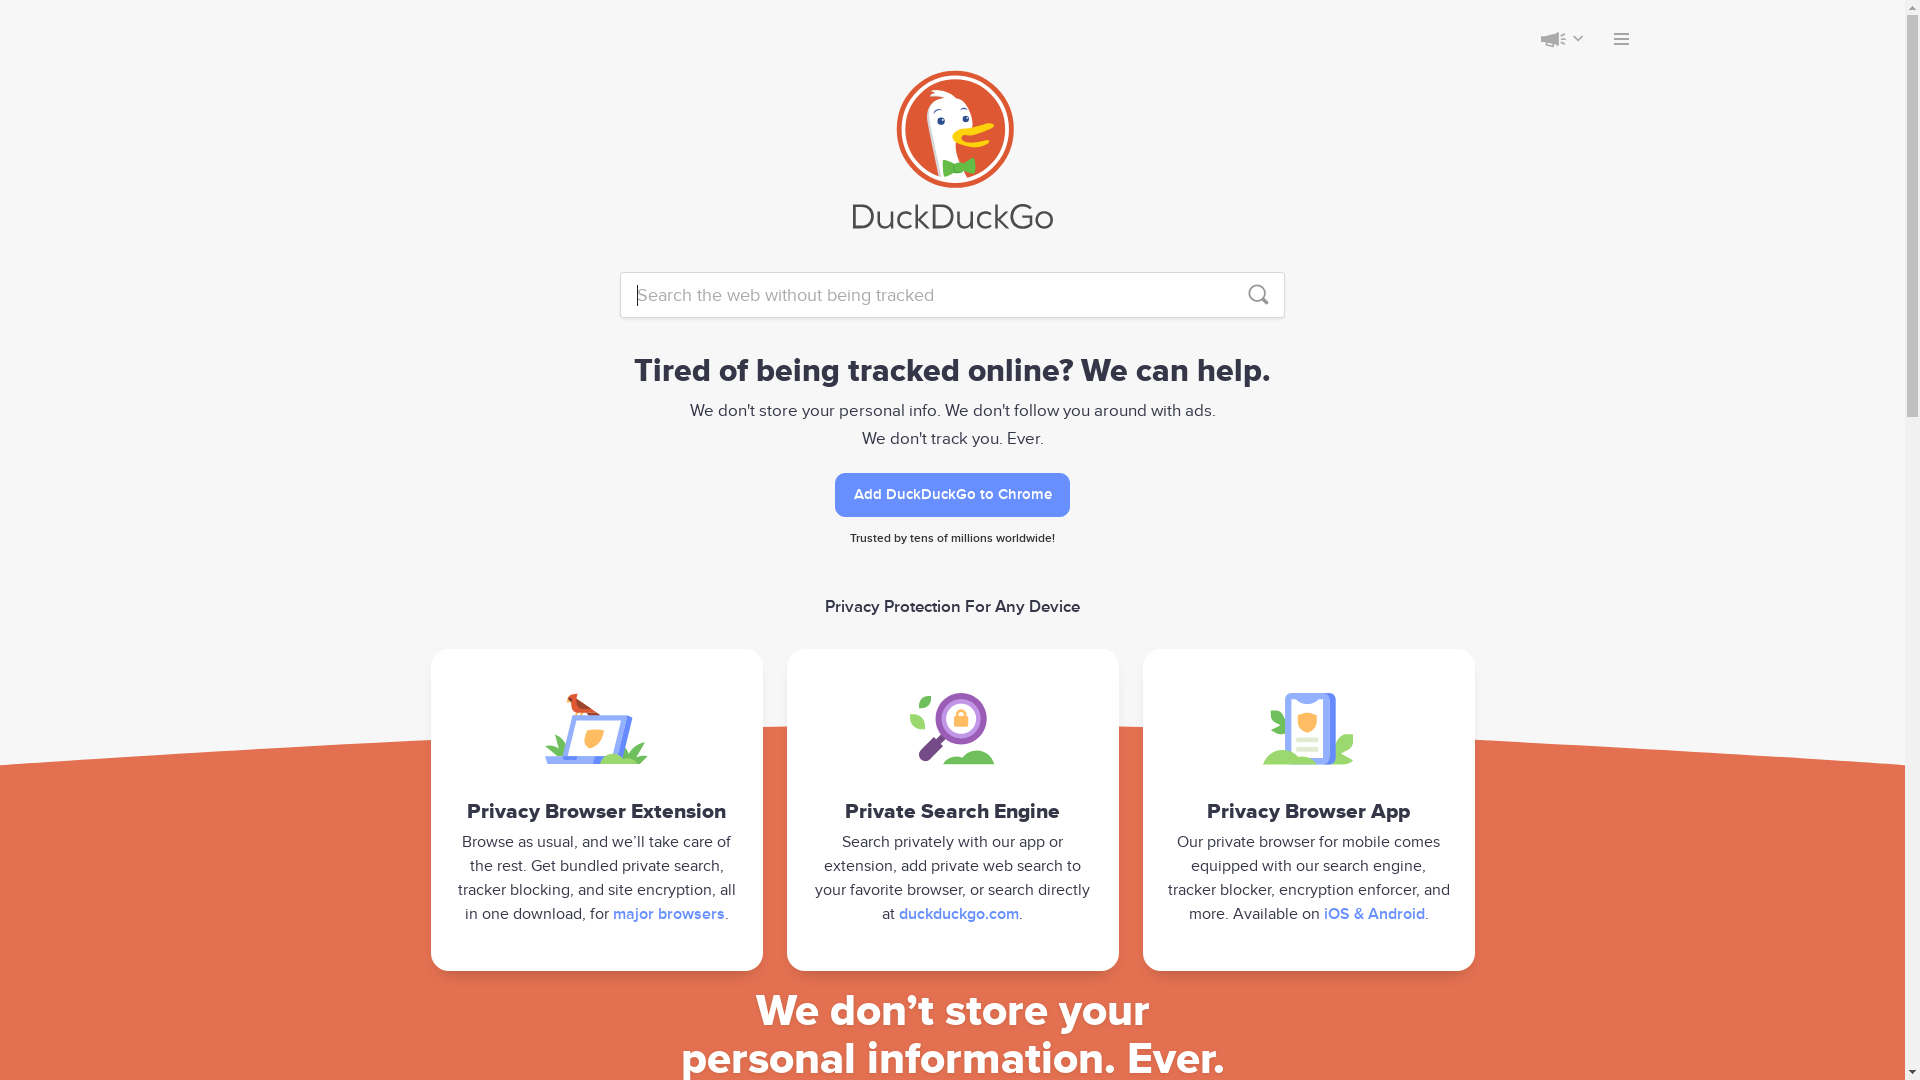 DuckDuckGo
Search the web without being tracked
Tired of being tracked online? We can help.
We don't store your personal info. We don't follow you around with ads.
We don't track you. Ever.
Add DuckDuckGo to Chrome
Trusted by tens of millions worldwide!
Privacy Protection For Any Device
Privacy Browser Extension
Browse as usual, and we’ll take care of
the rest. Get bundled private search,
tracker blocking, and site encryption, all
in one download, for major browsers.
Private Search Engine
Search privately with our app or
extension, add private web search to
your favorite browser, or search directly
at duckduckgo.com.
Privacy Browser App
Our private browser for mobile comes
equipped with our search engine,
tracker blocker, encryption enforcer, and
more. Available on iOS & Android.
We don’t store your
personal information. Ever.